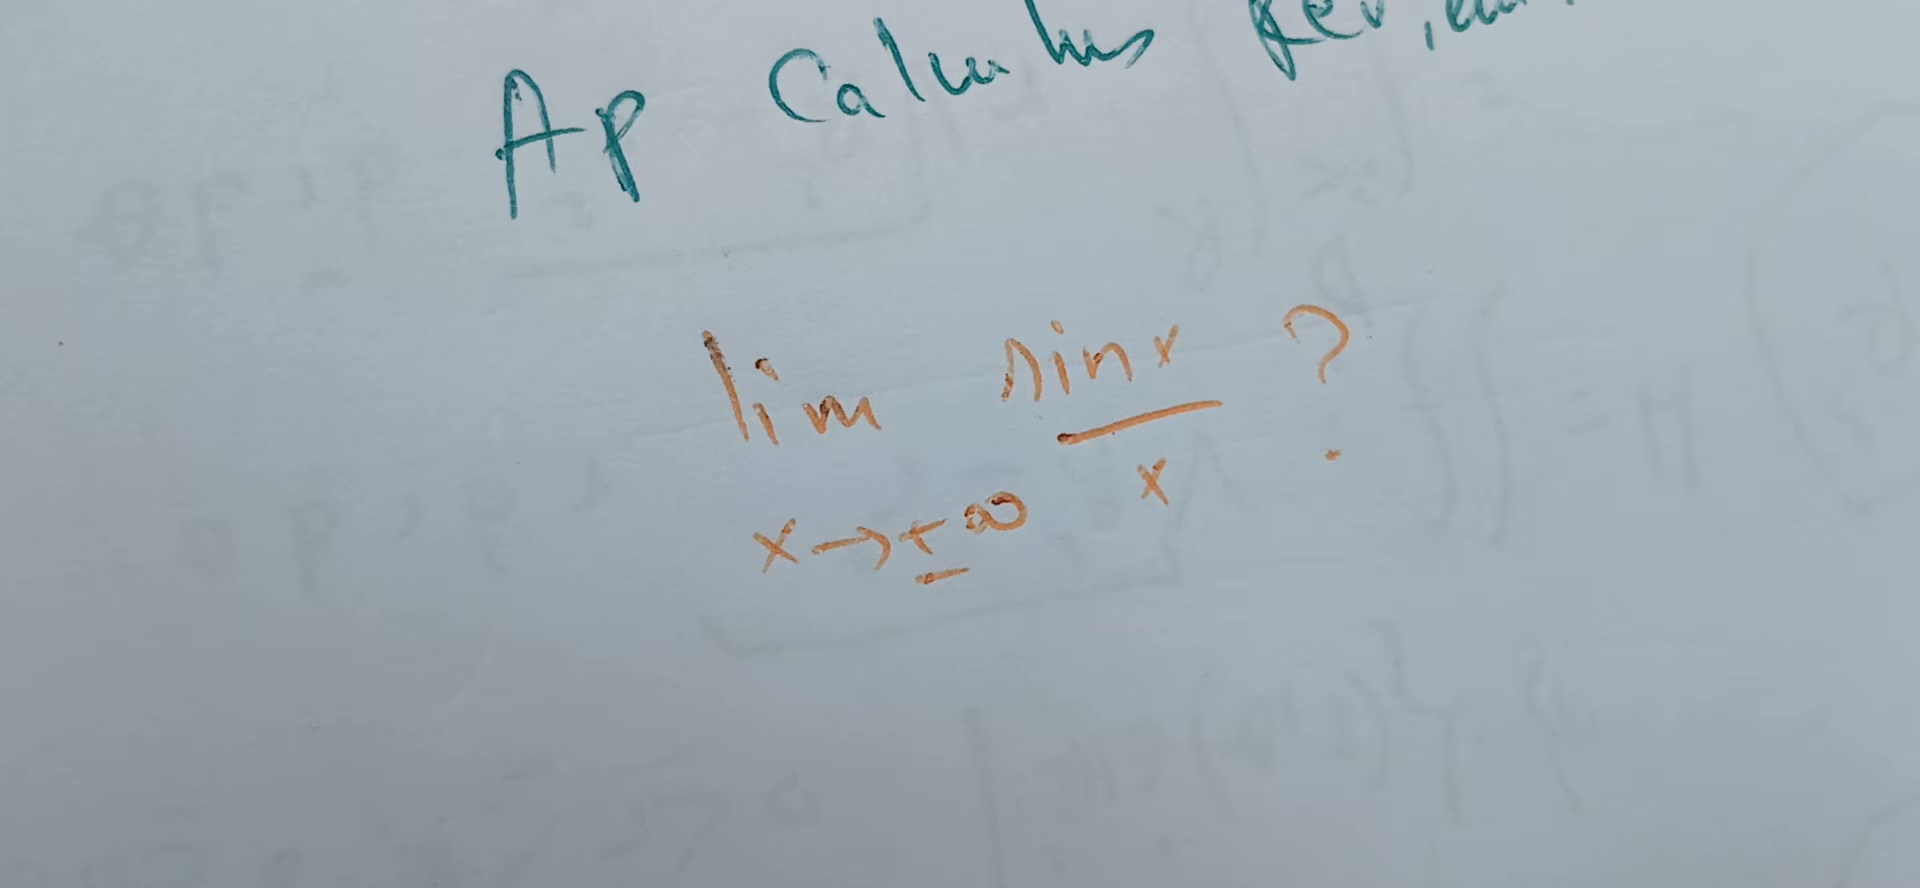 Ap Calculus
lim sinx ?
x→±∞ x